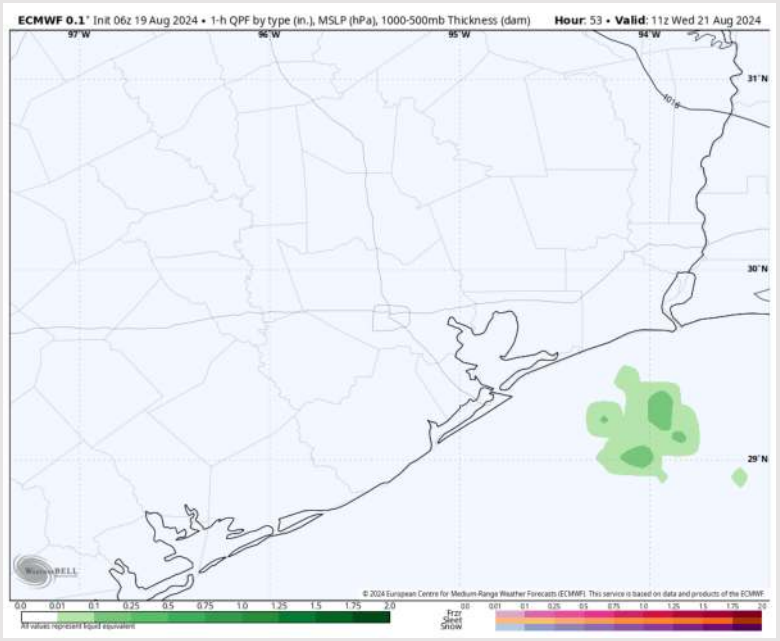 ECMWF 0.1° Init 06z 19 Aug 2024 • 1-h QPF by type (in.), MSLP (hPa), 1000-500mb Thickness (dam) Hour: 53 • Valid: 11z Wed 21 Aug 2024
97°W 96°W 95°W 94°W
31°N
1016
30°N
29°N
WeatherBELL
© 2024 European Centre for Medium-Range Weather Forecasts (ECMWF). This service is based on data and products of the ECMWF
0.0 0.01 0.1 0.25 0.5 0.75 1.0 1.25 1.5 1.75 2.0 0.0 0.01 0.1 0.25 0.5 0.75 1.0 1.25 1.5 1.75 2.0
Frzr
Sleet
Snow
All values represent liquid equivalent